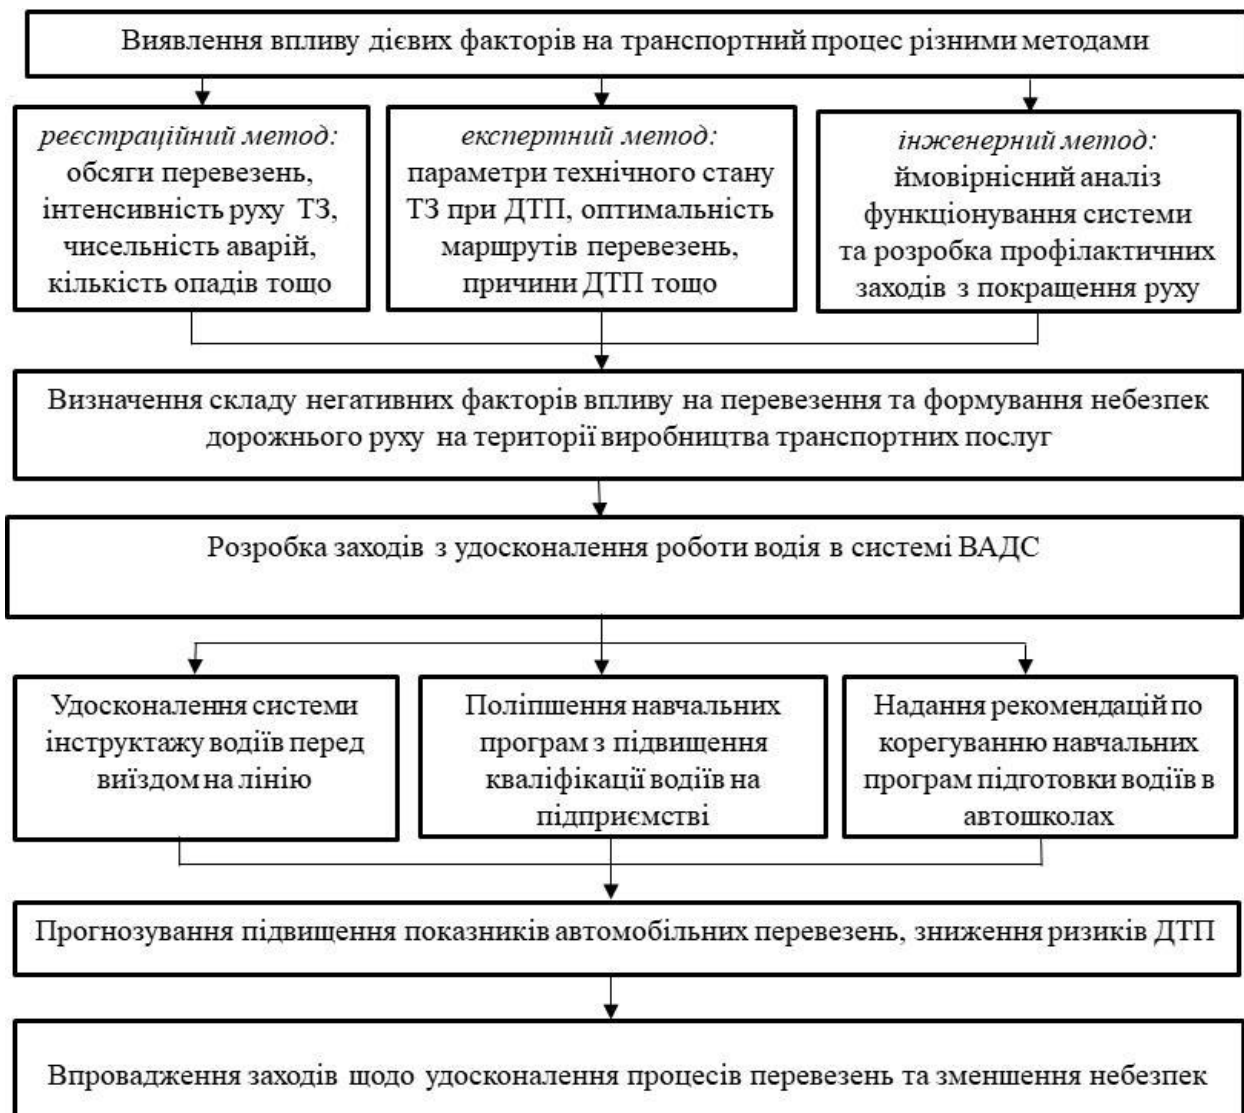 Виявлення впливу дієвих факторів на транспортний процес різними методами
реєстраційний метод:
обсяги перевезень,
інтенсивність руху ТЗ,
чисельність аварій,
кількість опадів тощо
експертний метод:
параметри технічного стану
ТЗ при ДТП, оптимальність
маршрутів перевезень,
причини ДТП тощо
інженерний метод:
ймовірнісний аналіз
функціонування системи
та розробка профілактичних
заходів з покращення руху
Визначення складу негативних факторів впливу на перевезення та формування небезпек
дорожнього руху на території виробництва транспортних послуг
Розробка заходів з удосконалення роботи водія в системі ВАДС
Удосконалення системи
інструктажу водіїв перед
виїздом на лінію
Поліпшення навчальних
програм з підвищення
кваліфікації водіїв на
підприємстві
Надання рекомендацій по
корегуванню навчальних
програм підготовки водіїв в
автошколах
Прогнозування підвищення показників автомобільних перевезень, зниження ризиків ДТП
Впровадження заходів щодо удосконалення процесів перевезень та зменшення небезпек